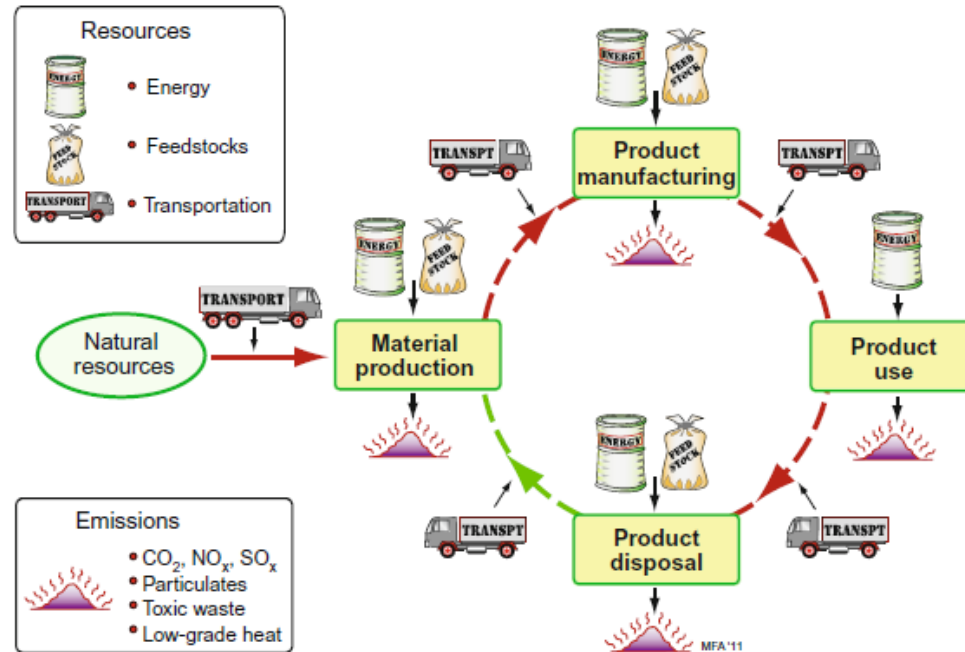 Resources
ENERGY
• Energy
FEED STOCK
• Feedstocks
TRANSPORT
• Transportation
ENERGY
FEED STOCK
TRANSPT
Product
manufacturing
TRANSPT
ENERGY
FEED STOCK
ENERGY
TRANSPORT
Natural
resources
Material
production
Product
use
ENERGY
FEED STOCK
TRANSPT
Product
disposal
TRANSPT
Emissions
• CO₂, NOₓ, SOₓ
• Particulates
• Toxic waste
• Low-grade heat
MFA '11